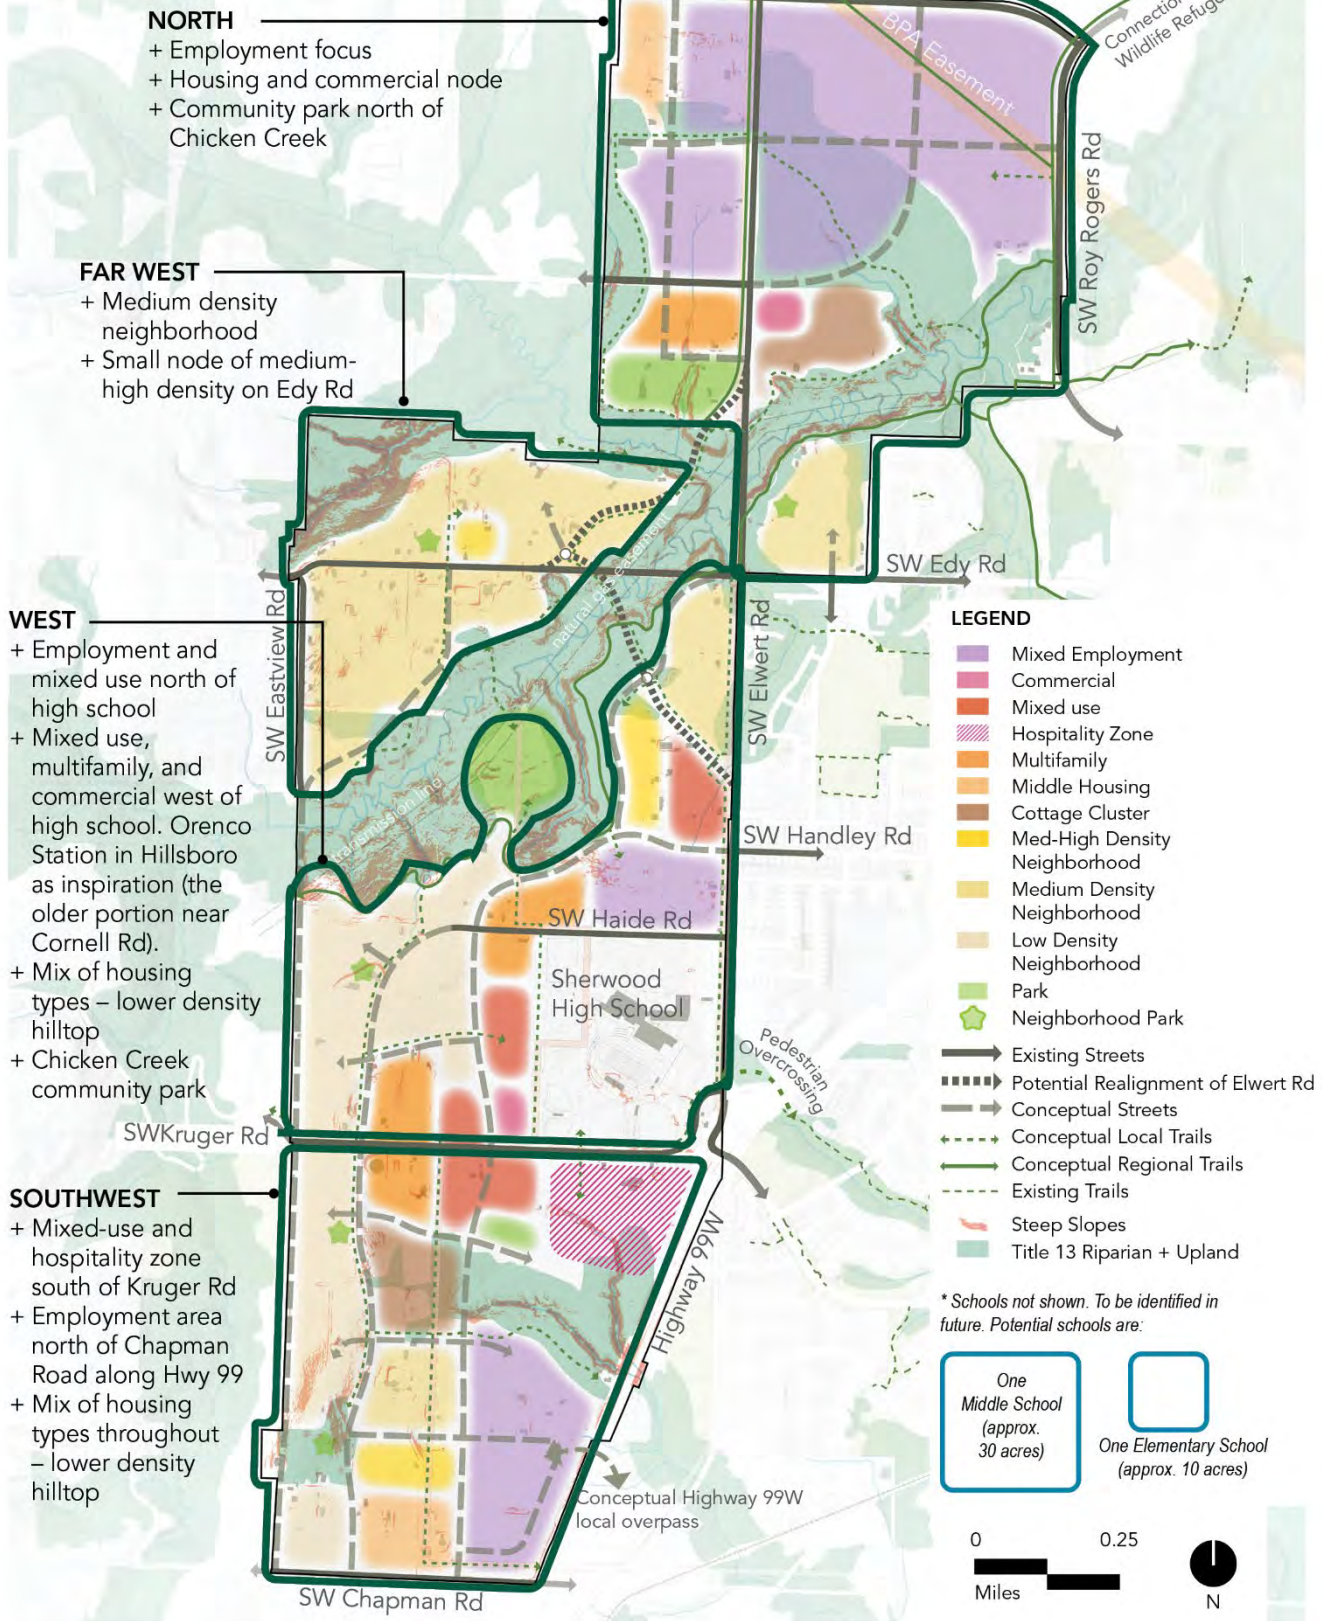 NORTH
+ Employment focus
+ Housing and commercial node
+ Community park north of
Chicken Creek
BPA Easement
Connection
Wildlife Refuge
SW Roy Rogers Rd
FAR WEST
+ Medium density
neighborhood
+ Small node of medium-
high density on Edy Rd
SW Edy Rd
natural gas easement
SW Eastview Rd
SW Elwert Rd
WEST
+ Employment and
mixed use north of
high school
+ Mixed use,
multifamily, and
commercial west of
high school. Orenco
Station in Hillsboro
as inspiration (the
older portion near
Cornell Rd).
+ Mix of housing
types – lower density
hilltop
+ Chicken Creek
community park
transmission line
SW Handley Rd
SW Haide Rd
Sherwood
High School
Pedestrian
Overcrossing
SWKruger Rd
SOUTHWEST
+ Mixed-use and
hospitality zone
south of Kruger Rd
+ Employment area
north of Chapman
Road along Hwy 99
+ Mix of housing
types throughout
– lower density
hilltop
Highway 99W
Conceptual Highway 99W
local overpass
SW Chapman Rd
LEGEND
Mixed Employment
Commercial
Mixed use
Hospitality Zone
Multifamily
Middle Housing
Cottage Cluster
Med-High Density
Neighborhood
Medium Density
Neighborhood
Low Density
Neighborhood
Park
Neighborhood Park
Existing Streets
Potential Realignment of Elwert Rd
Conceptual Streets
Conceptual Local Trails
Conceptual Regional Trails
Existing Trails
Steep Slopes
Title 13 Riparian + Upland
* Schools not shown. To be identified in
future. Potential schools are:
One
Middle School
(approx.
30 acres)
One Elementary School
(approx. 10 acres)
0 0.25
Miles
N